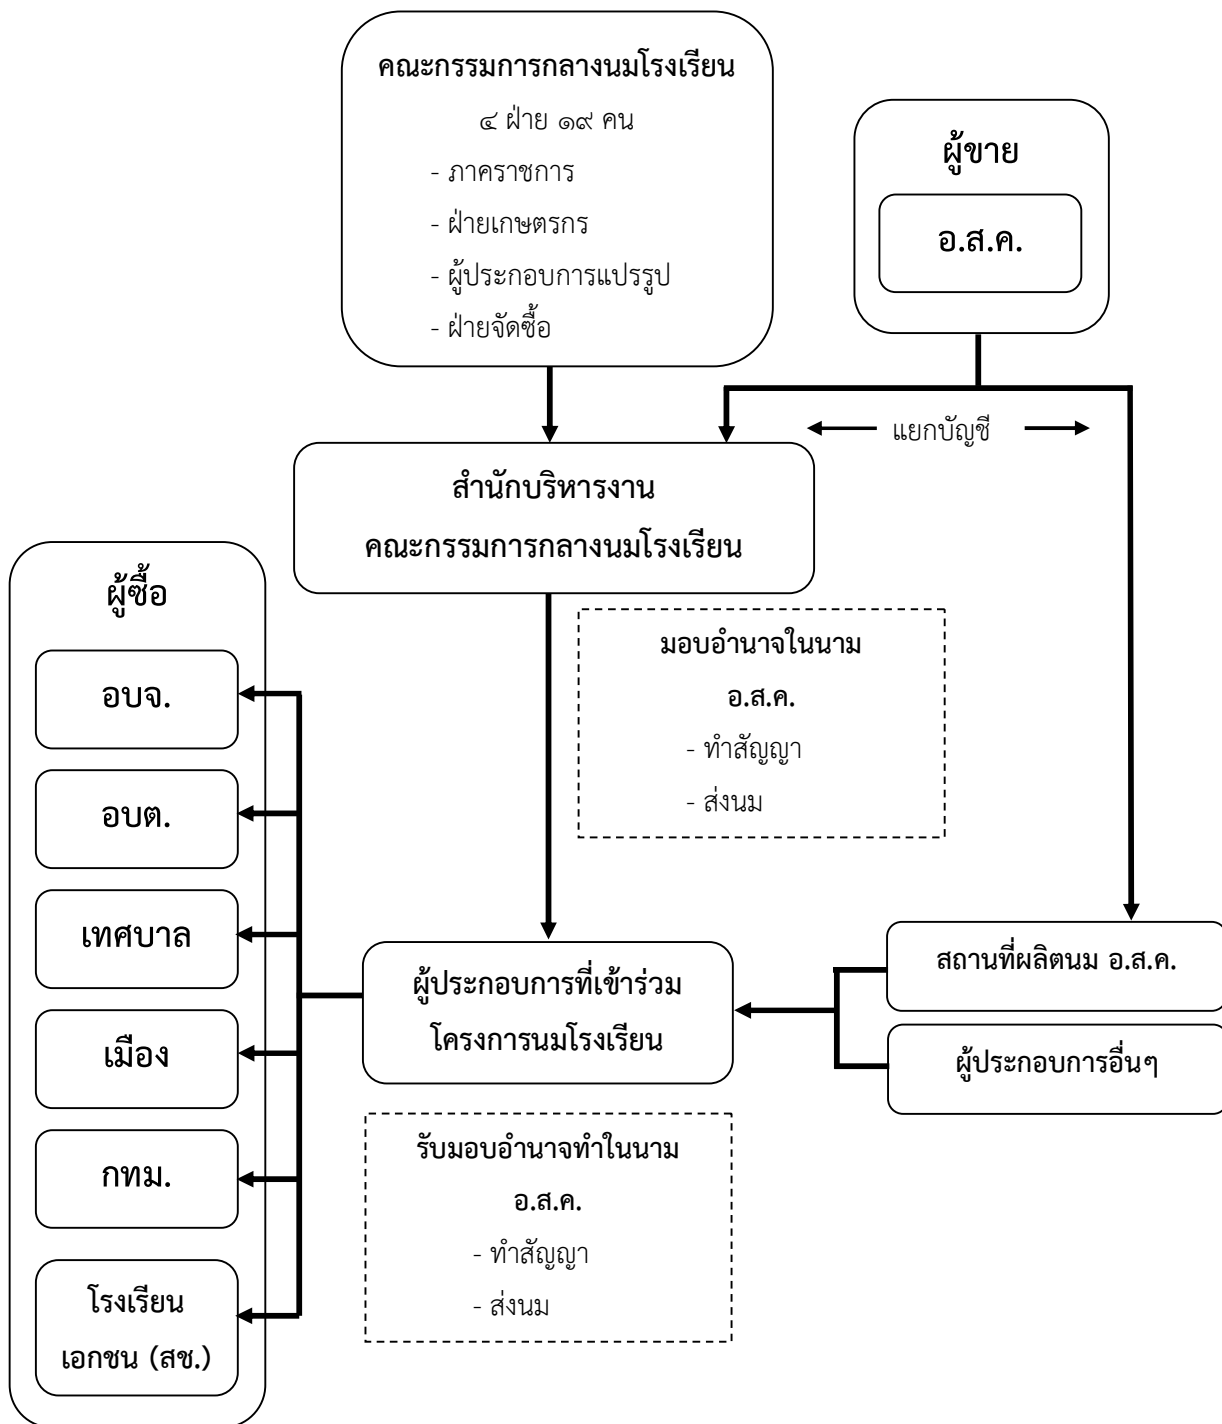 คณะกรรมการกลางนมโรงเรียน
๔ ฝ่าย ๑๙ คน
- ภาคราชการ
- ฝ่ายเกษตรกร
- ผู้ประกอบการแปรรูป
- ฝ่ายจัดซื้อ
ผู้ขาย
อ.ส.ค.
แยกบัญชี
สำนักบริหารงาน
คณะกรรมการกลางนมโรงเรียน
มอบอำนาจในนาม
อ.ส.ค.
- ทำสัญญา
- ส่งนม
ผู้ซื้อ
อบจ.
อบต.
เทศบาล
เมือง
กทม.
โรงเรียน
เอกชน (สช.)
ผู้ประกอบการที่เข้าร่วม
โครงการนมโรงเรียน
สถานที่ผลิตนม อ.ส.ค.
ผู้ประกอบการอื่นๆ
รับมอบอำนาจทำในนาม
อ.ส.ค.
- ทำสัญญา
- ส่งนม